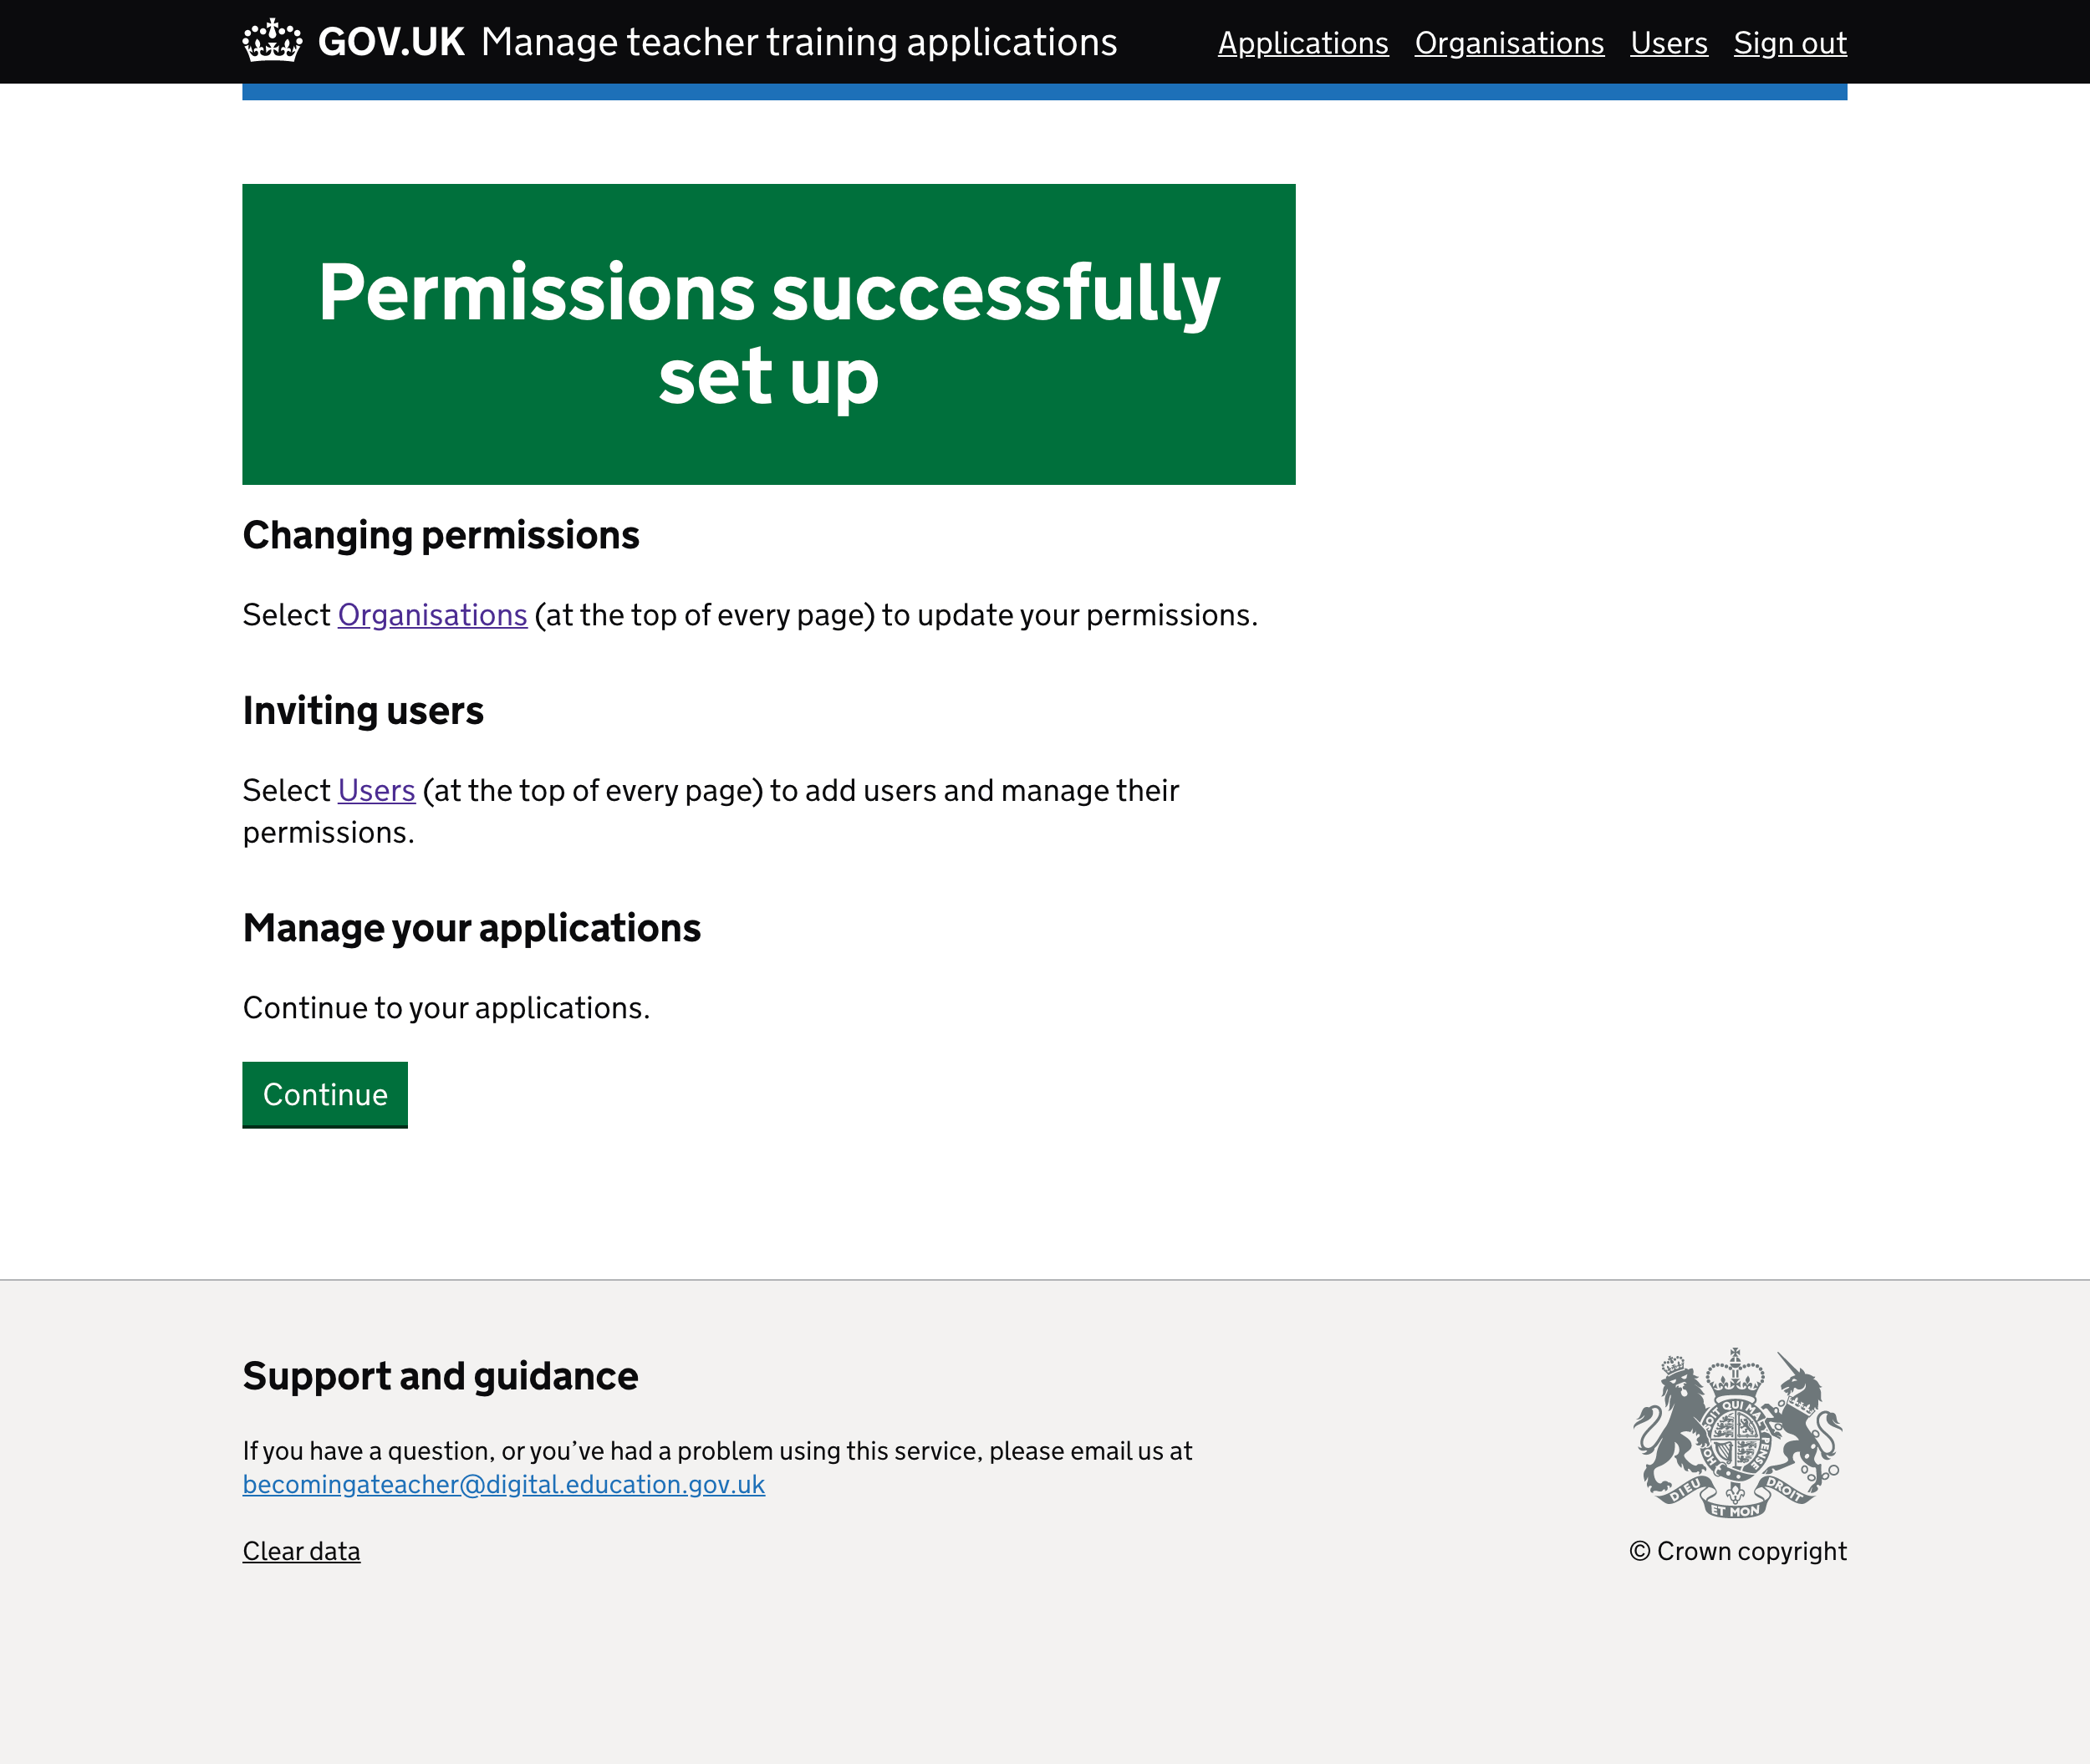 GOV.UK Manage teacher training applications Applications Organisations Users Sign out
Permissions successfully
set up
Changing permissions
Select Organisations (at the top of every page) to update your permissions.
Inviting users
Select Users (at the top of every page) to add users and manage their
permissions.
Manage your applications
Continue to your applications.
Continue
Support and guidance
If you have a question, or you’ve had a problem using this service, please email us at
becomingateacher@digital.education.gov.uk
Clear data
DIEU ET MON DROIT
© Crown copyright